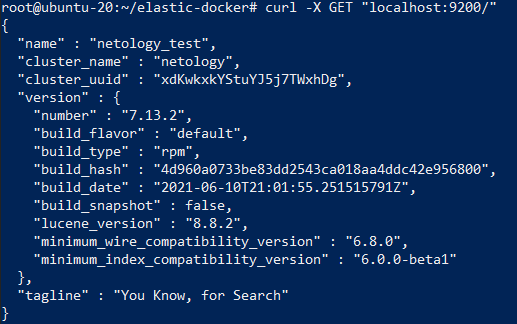 root@ubuntu-20:~/elastic-docker# curl -X GET "localhost:9200/"
{
  "name" : "netology_test",
  "cluster_name" : "netology",
  "cluster_uuid" : "xdKwkxkYStuYJ5j7TWxhDg",
  "version" : {
    "number" : "7.13.2",
    "build_flavor" : "default",
    "build_type" : "rpm",
    "build_hash" : "4d960a0733be83dd2543ca018aa4ddc42e956800",
    "build_date" : "2021-06-10T21:01:55.251515791Z",
    "build_snapshot" : false,
    "lucene_version" : "8.8.2",
    "minimum_wire_compatibility_version" : "6.8.0",
    "minimum_index_compatibility_version" : "6.0.0-beta1"
  },
  "tagline" : "You Know, for Search"
}